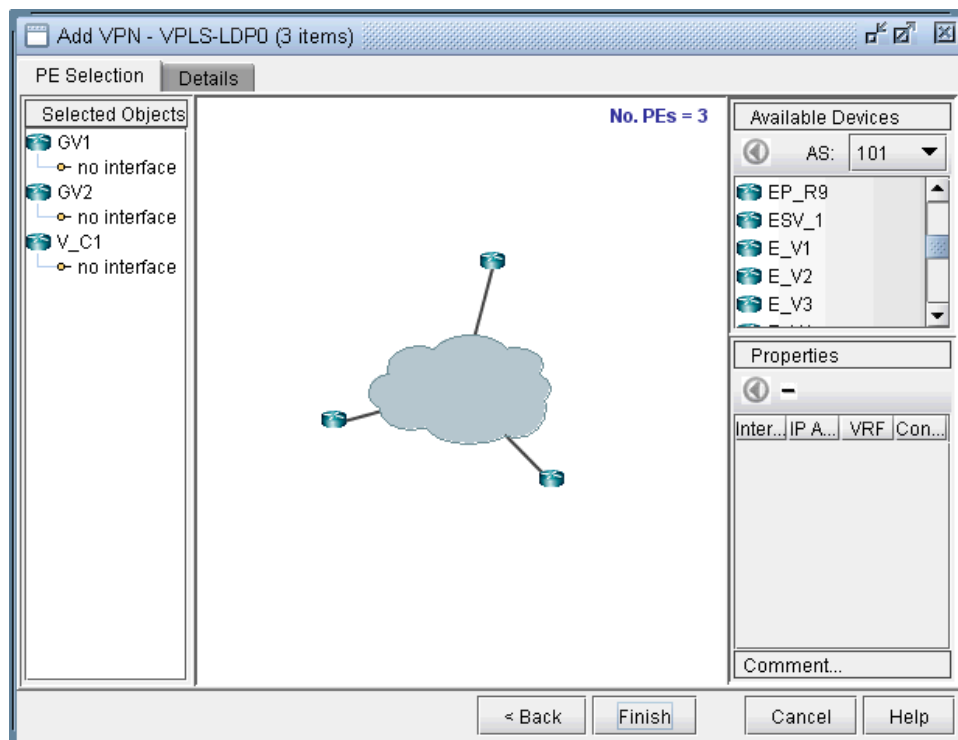 Add VPN - VPLS-LDP0 (3 items)
PE Selection
Details
Selected Objects
GV1
no interface
GV2
no interface
V_C1
no interface
No. PEs = 3
Available Devices
AS: 101
EP_R9
ESV_1
E_V1
E_V2
E_V3
Properties
Inter... IP A... VRF Con...
Comment...
< Back Finish Cancel Help